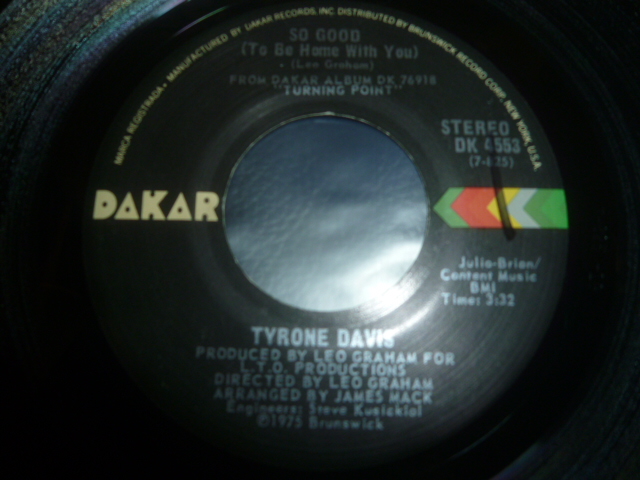 MARCA REGISTRADA • MANUFACTURED BY DAKAR RECORDS, INC. DISTRIBUTED BY BRUNSWICK RECORD CORP., NEW YORK, U.S.A.
SO GOOD
(To Be Home With You)
(Leo Graham)
FROM DAKAR ALBUM DK 76918
"TURNING POINT"
STEREO
DK 4553
DAKAR
Julio-Brian/
Content Music
BMI
Time: 3:32
TYRONE DAVIS
PRODUCED BY LEO GRAHAM FOR
L.T.O. PRODUCTIONS
DIRECTED BY LEO GRAHAM
ARRANGED BY JAMES MACK
Engineers: Steve
©1975 Brunswick